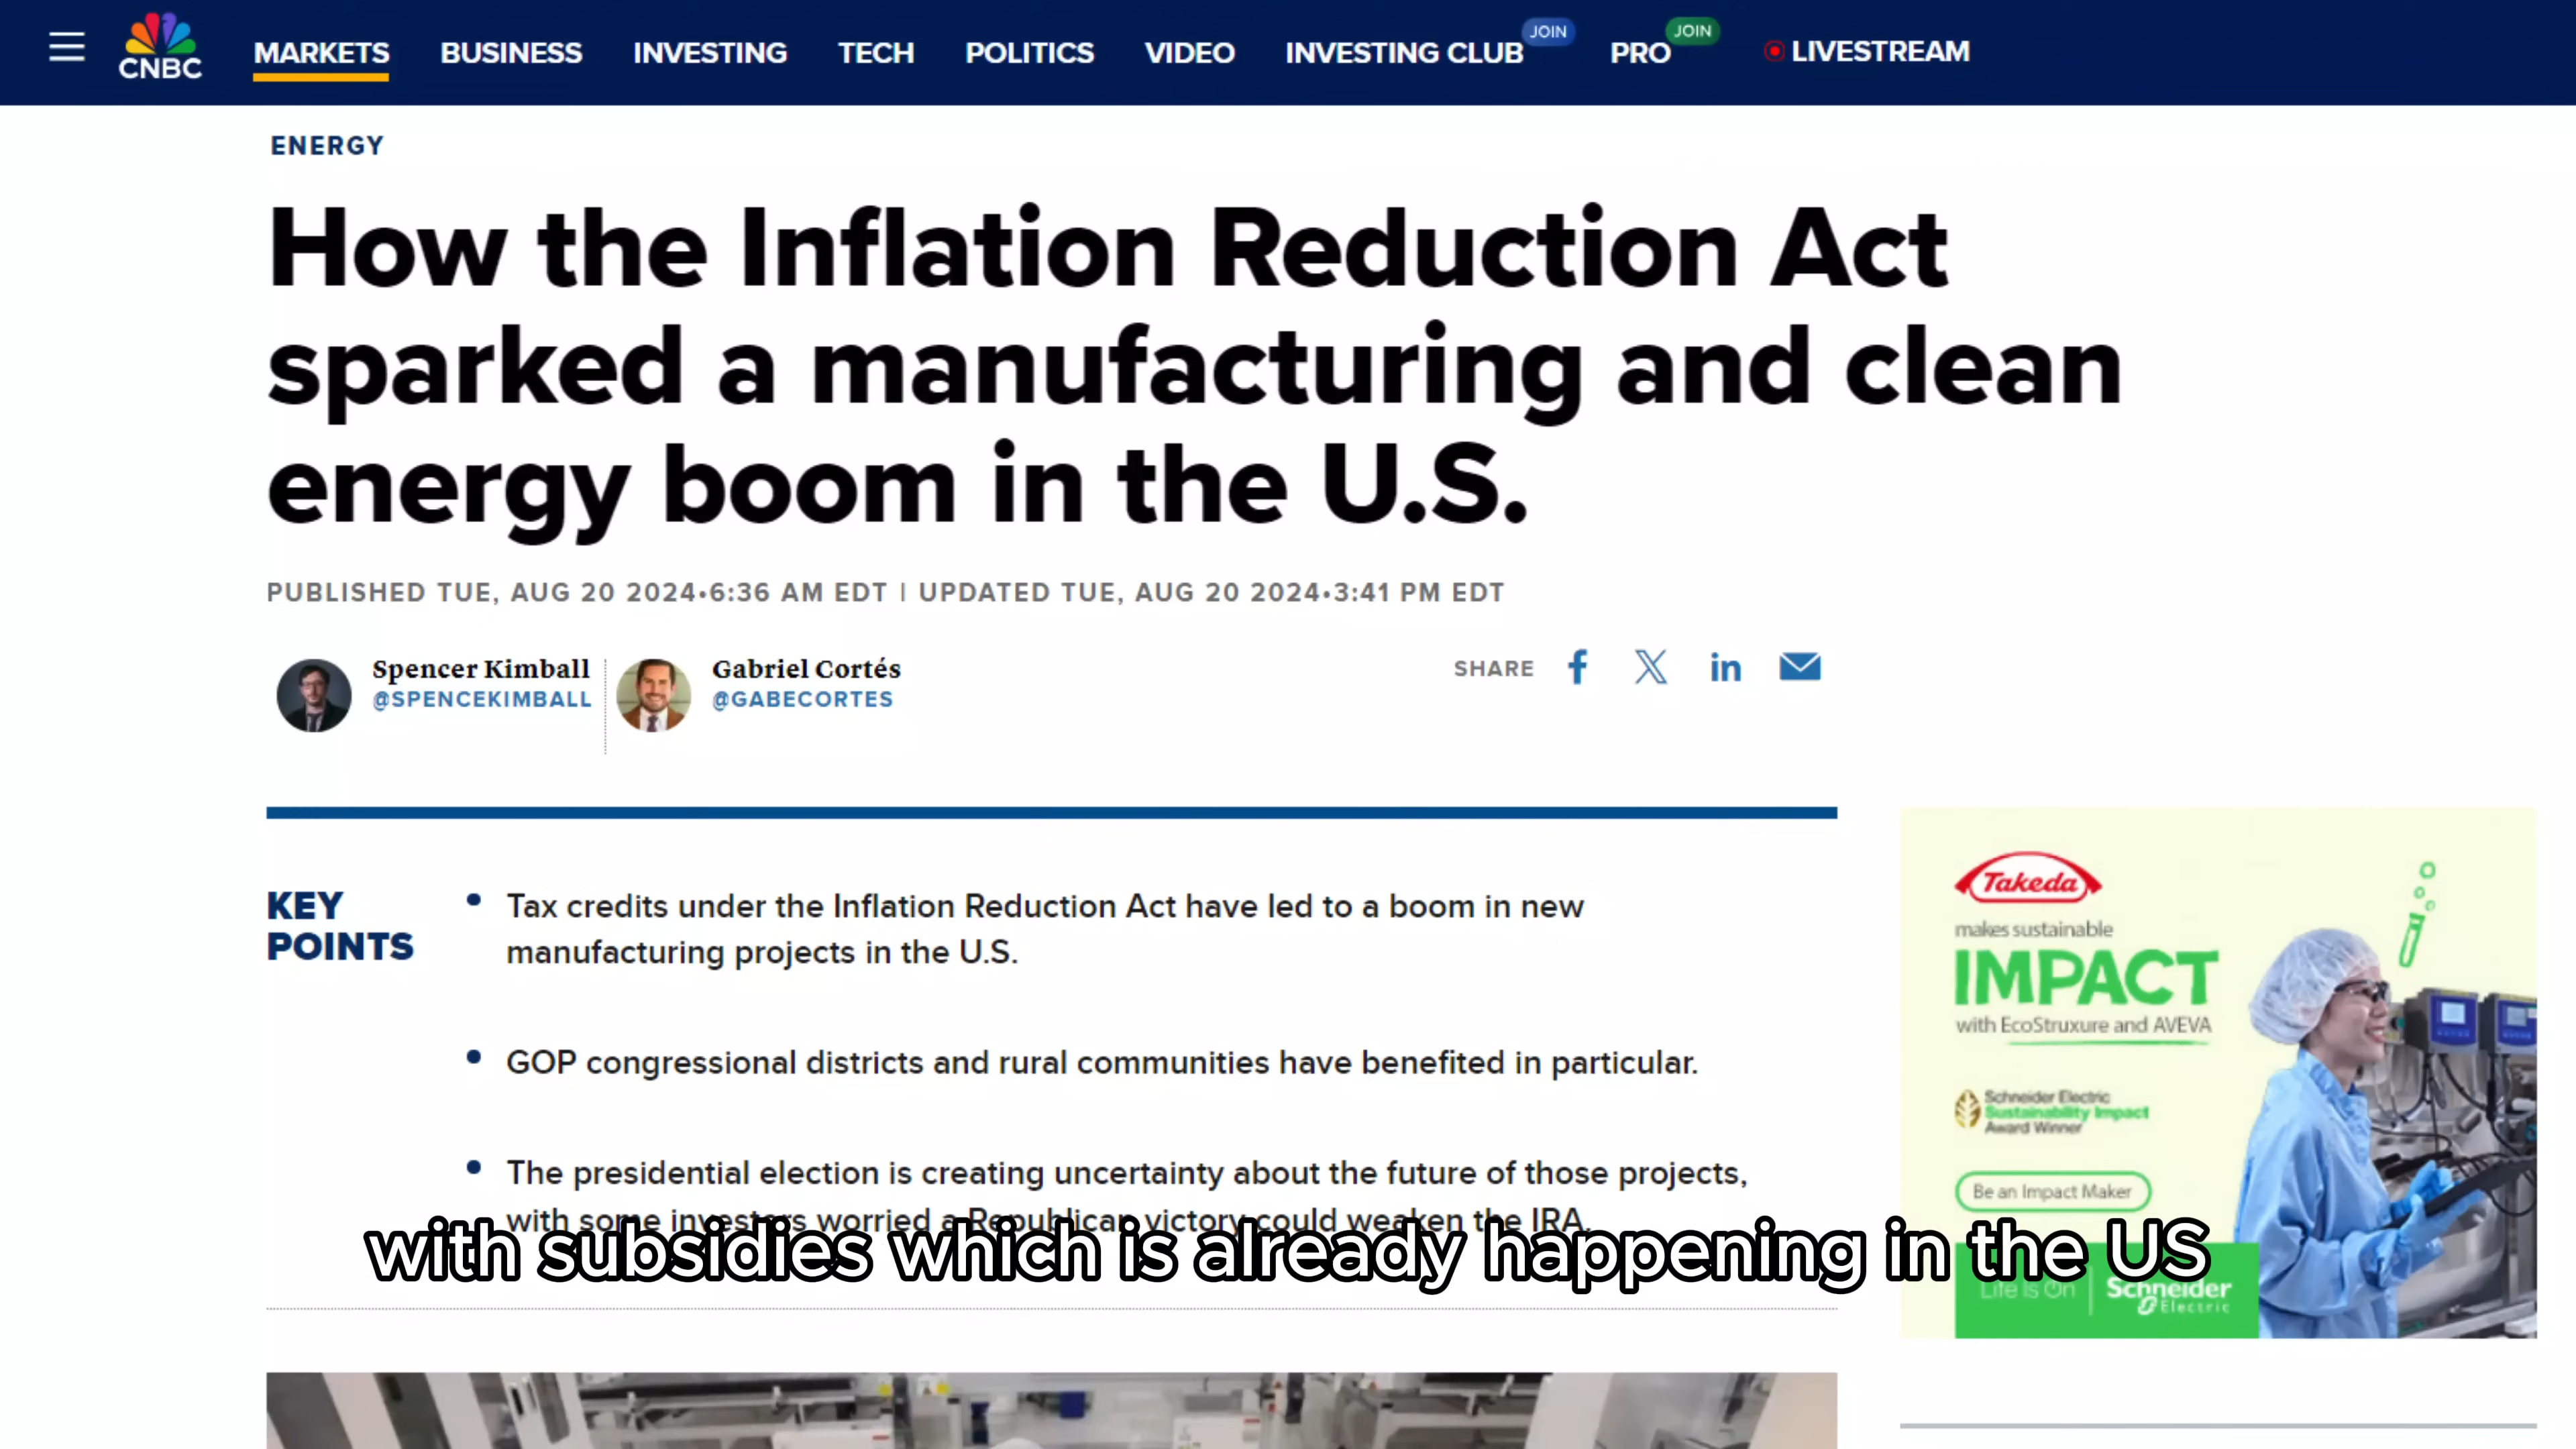 CNBC
MARKETS BUSINESS INVESTING TECH POLITICS VIDEO INVESTING CLUB JOIN PRO JOIN LIVESTREAM
ENERGY
How the Inflation Reduction Act
sparked a manufacturing and clean
energy boom in the U.S.
PUBLISHED TUE, AUG 20 2024•6:36 AM EDT | UPDATED TUE, AUG 20 2024•3:41 PM EDT
Spencer Kimball
@SPENCEKIMBALL
Gabriel Cortés
@GABECORTES
SHARE
KEY
POINTS
Tax credits under the Inflation Reduction Act have led to a boom in new
manufacturing projects in the U.S.
GOP congressional districts and rural communities have benefited in particular.
The presidential election is creating uncertainty about the future of those projects,
with some investors worried a Republican victory could weaken the IRA.
with subsidies which is already happening in the US
Takeda
makes sustainable
IMPACT
with EcoStruxure and AVEVA
Schneider Electric
Sustainability Impact
Award Winner
Be an Impact Maker
Life Is On | Schneider
Electric